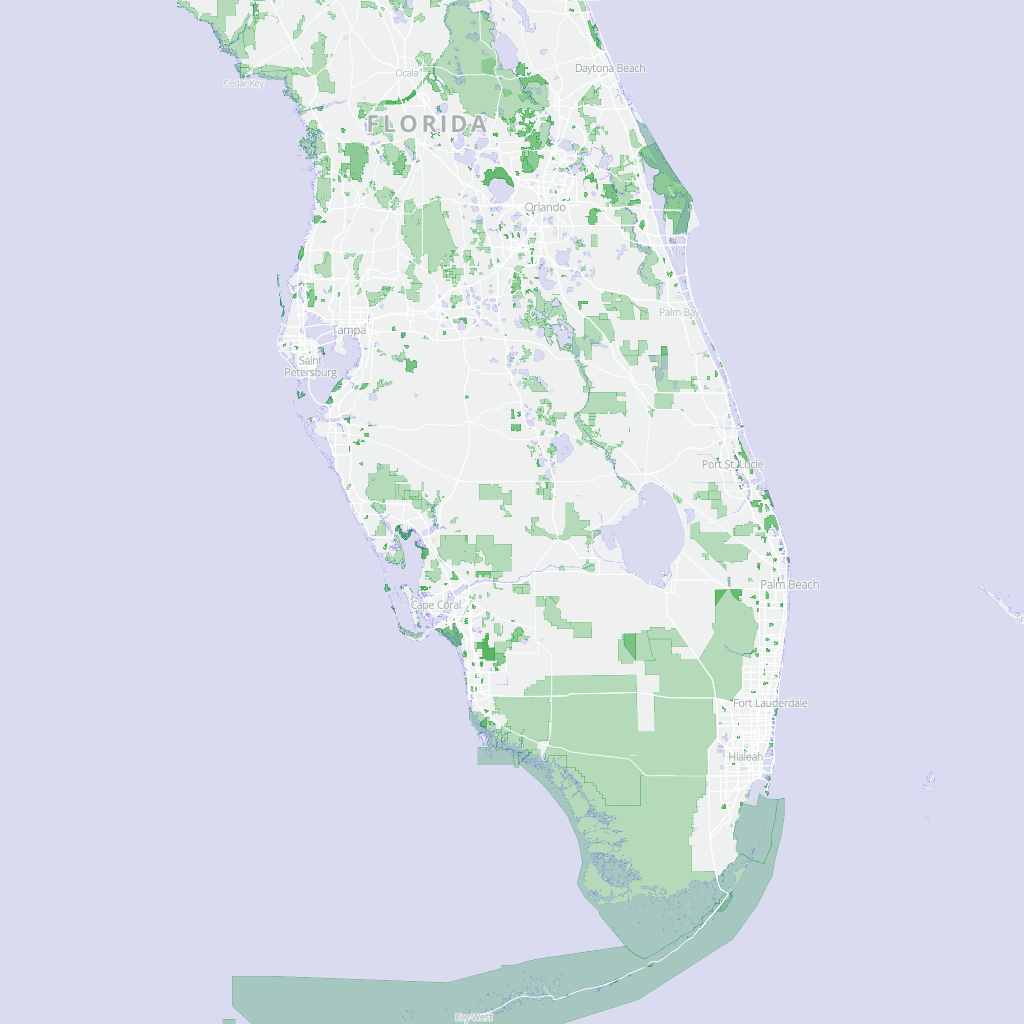 Daytona Beach
Ocala
Cedar Key
FLORIDA
Orlando
Palm Bay
Tampa
Saint
Petersburg
Port St. Lucie
Palm Beach
Cape Coral
Fort Lauderdale
Hialeah
Key West